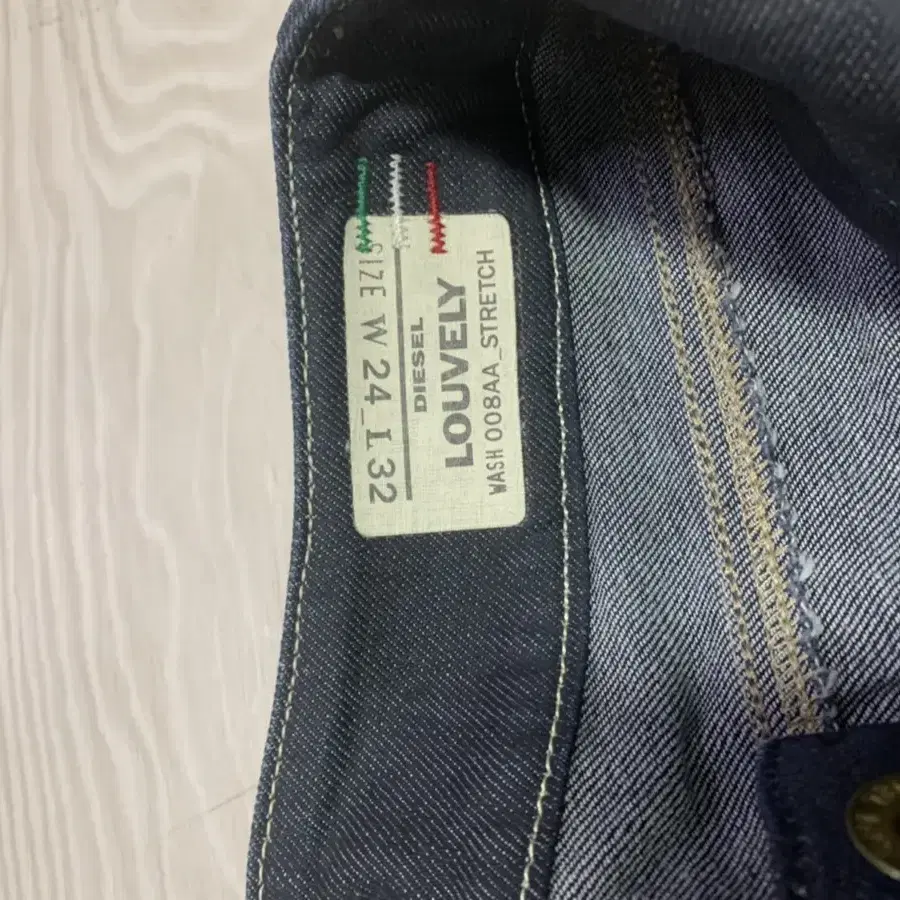 SIZE W 24_L 32
DIESEL
LOUVELY
WASH 008AA_STRETCH